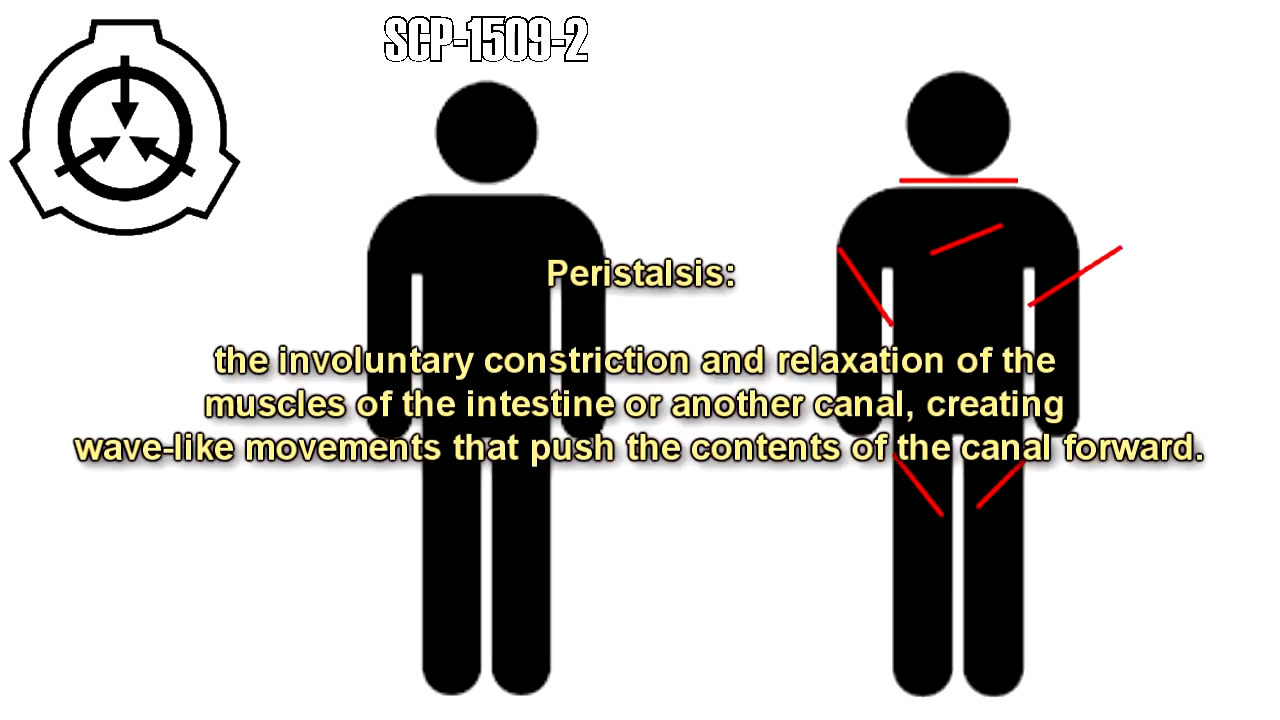 SCP-1509-2
Peristalsis:
the involuntary constriction and relaxation of the
muscles of the intestine or another canal, creating
wave-like movements that push the contents of the canal forward.